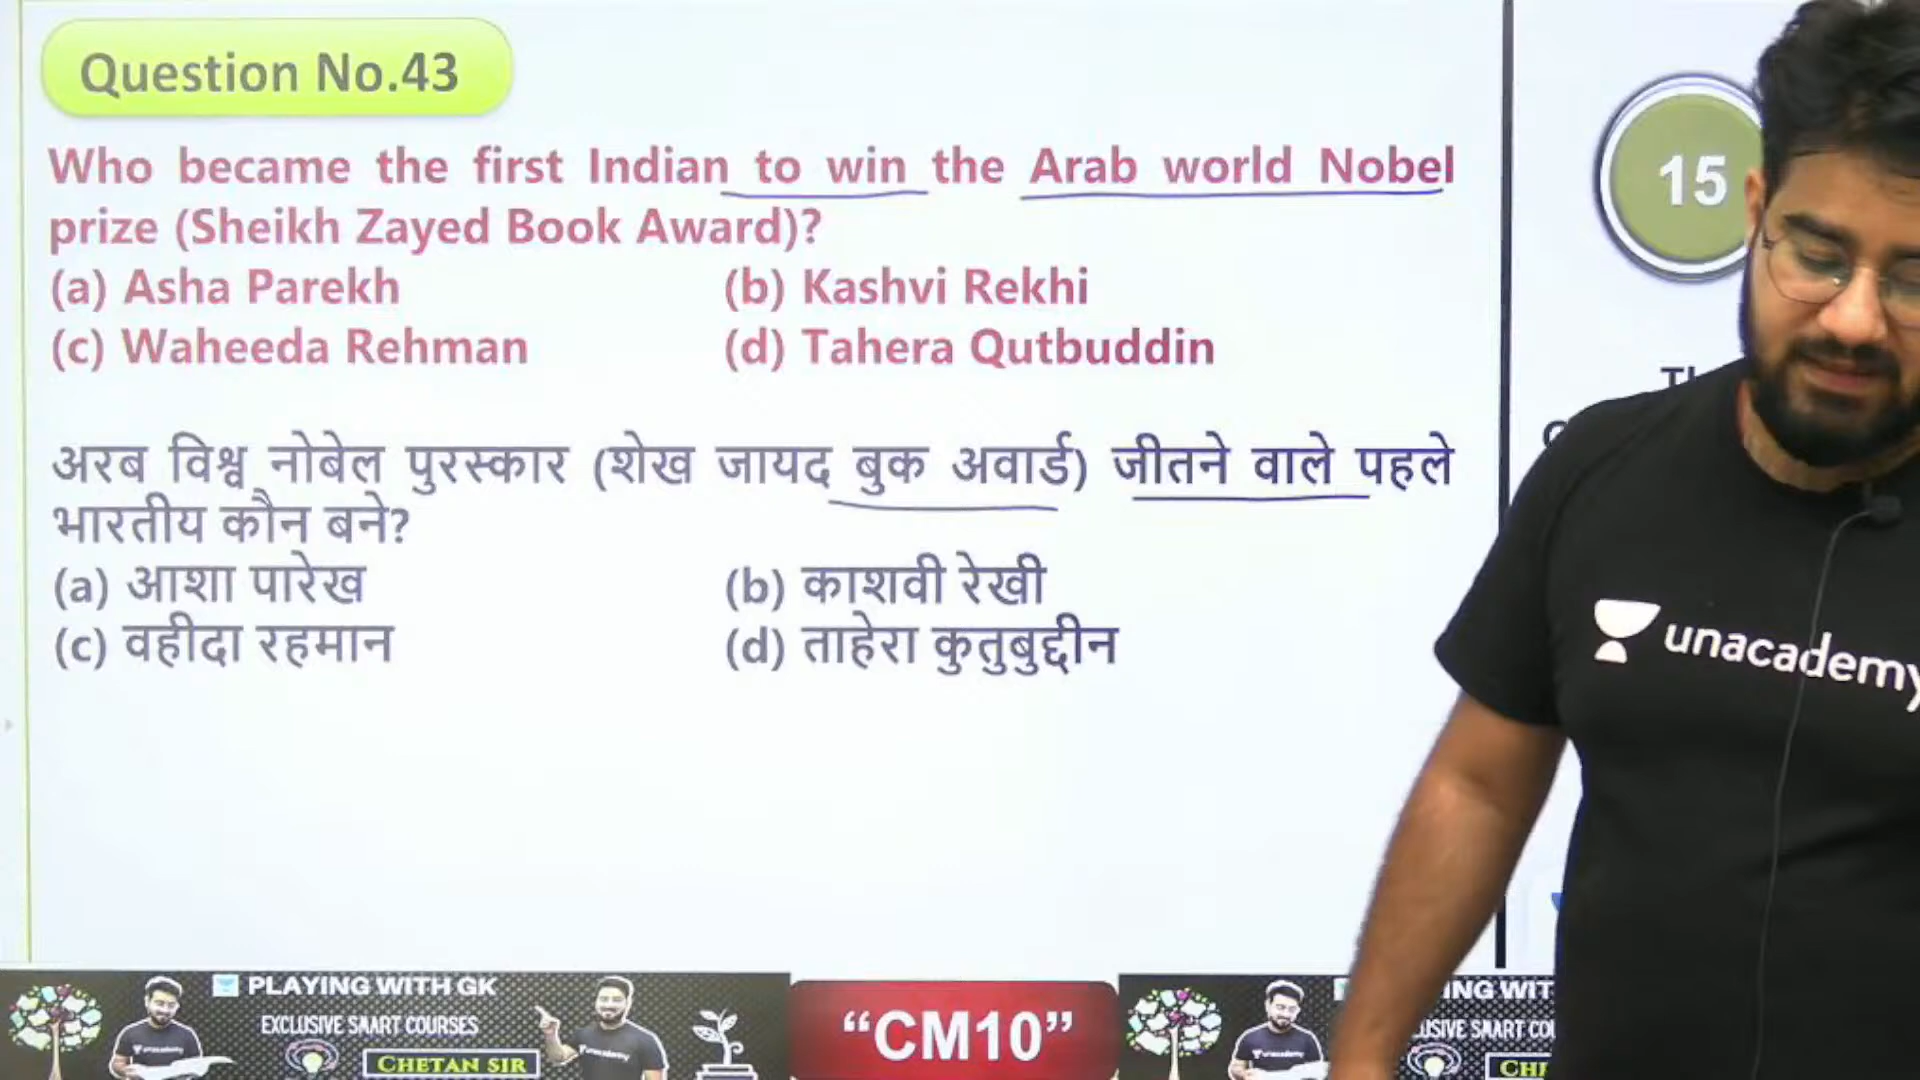 Question No.43
Who became the first Indian to win the Arab world Nobel
prize (Sheikh Zayed Book Award)?
(a) Asha Parekh (b) Kashvi Rekhi
(c) Waheeda Rehman (d) Tahera Qutbuddin
अरब विश्व नोबेल पुरस्कार (शेख जायद बुक अवार्ड) जीतने वाले पहले
भारतीय कौन बने?
(a) आशा पारेख (b) काशवी रेखी
(c) वहीदा रहमान (d) ताहेरा कुतुबुद्दीन
15
unacademy
PLAYING WITH GK
EXCLUSIVE SMART COURSES
CHETAN SIR
“CM10”